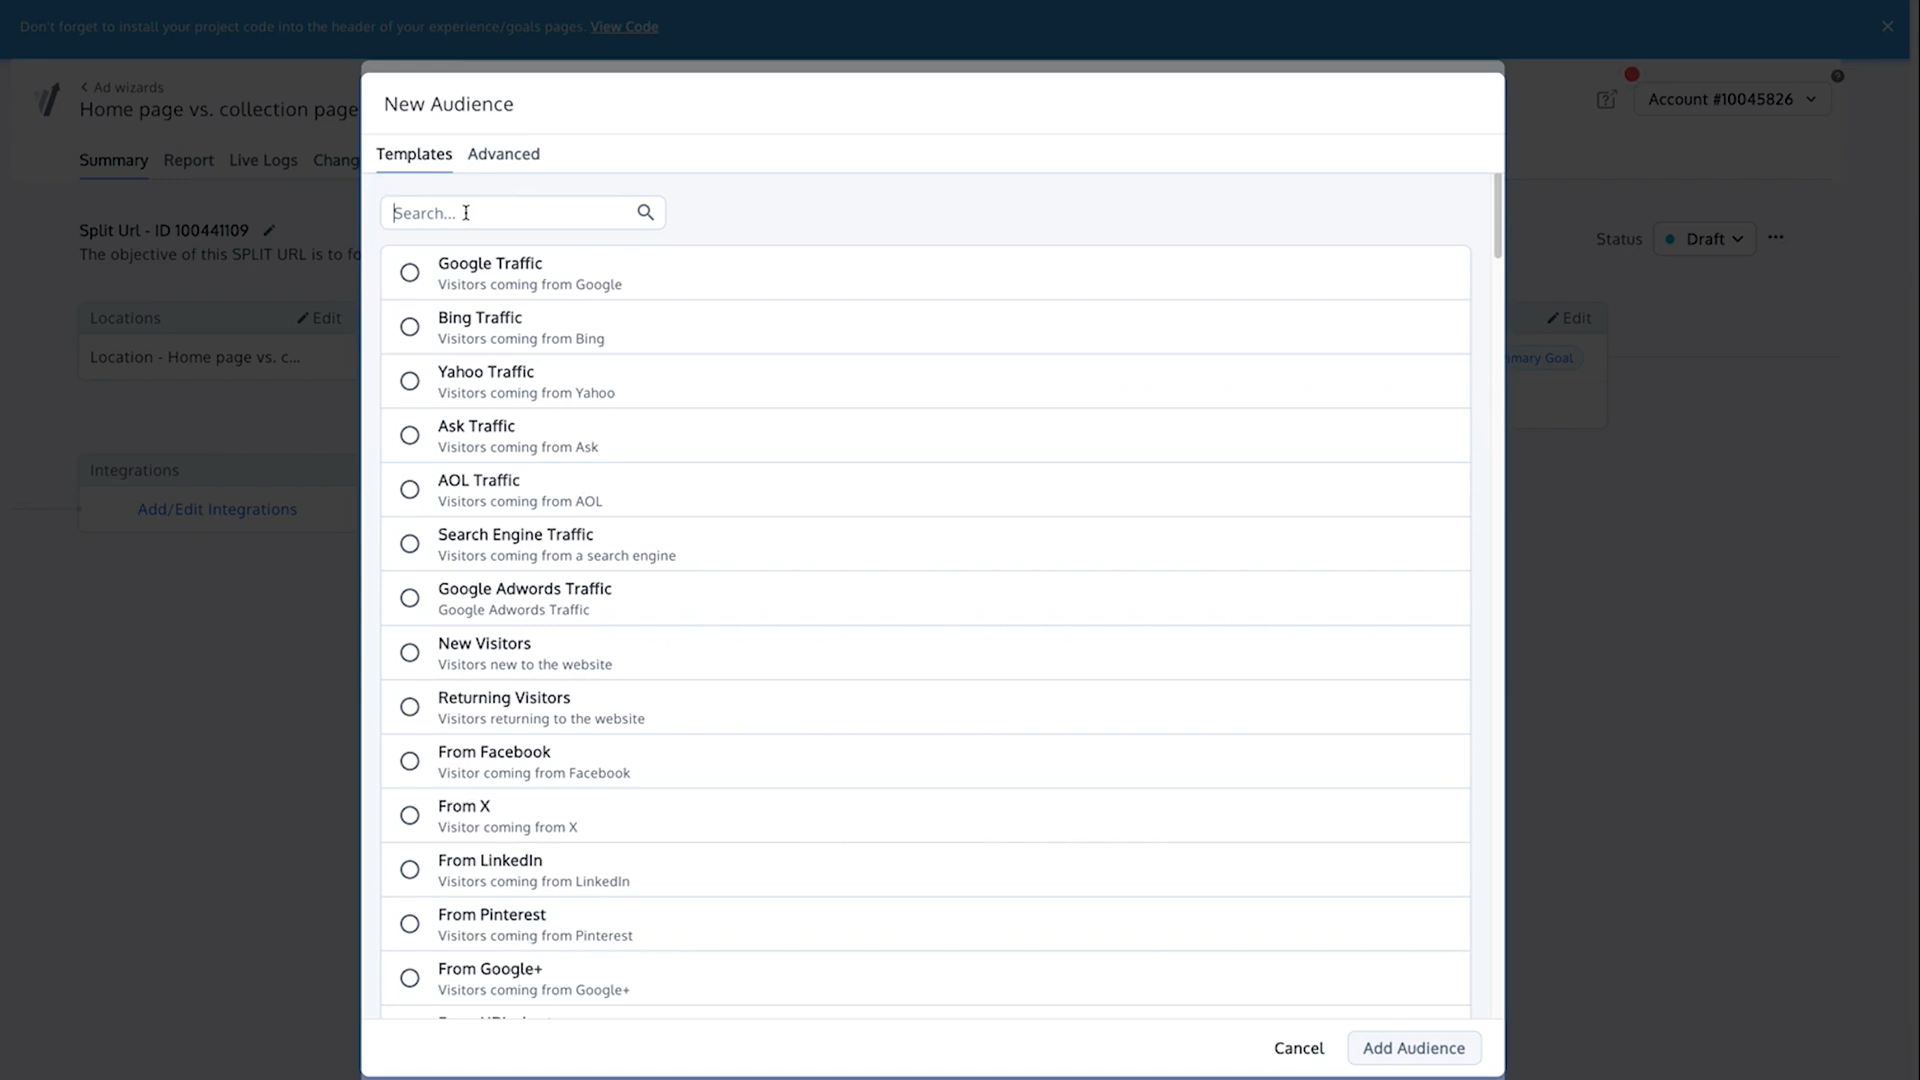 Don't forget to install your project code into the header of your experience/goals pages. View Code
Ad wizards
Home page vs. collection page
Account #10045826
Summary Report Live Logs Chang
Split Url - ID 100441109
The objective of this SPLIT URL is to fo
Status Draft
Locations Edit
Location - Home page vs. c...
Integrations
Add/Edit Integrations
Edit
mary Goal
New Audience
Templates Advanced
Search...
Google Traffic
Visitors coming from Google
Bing Traffic
Visitors coming from Bing
Yahoo Traffic
Visitors coming from Yahoo
Ask Traffic
Visitors coming from Ask
AOL Traffic
Visitors coming from AOL
Search Engine Traffic
Visitors coming from a search engine
Google Adwords Traffic
Google Adwords Traffic
New Visitors
Visitors new to the website
Returning Visitors
Visitors returning to the website
From Facebook
Visitor coming from Facebook
From X
Visitor coming from X
From LinkedIn
Visitors coming from LinkedIn
From Pinterest
Visitors coming from Pinterest
From Google+
Visitors coming from Google+
Cancel Add Audience